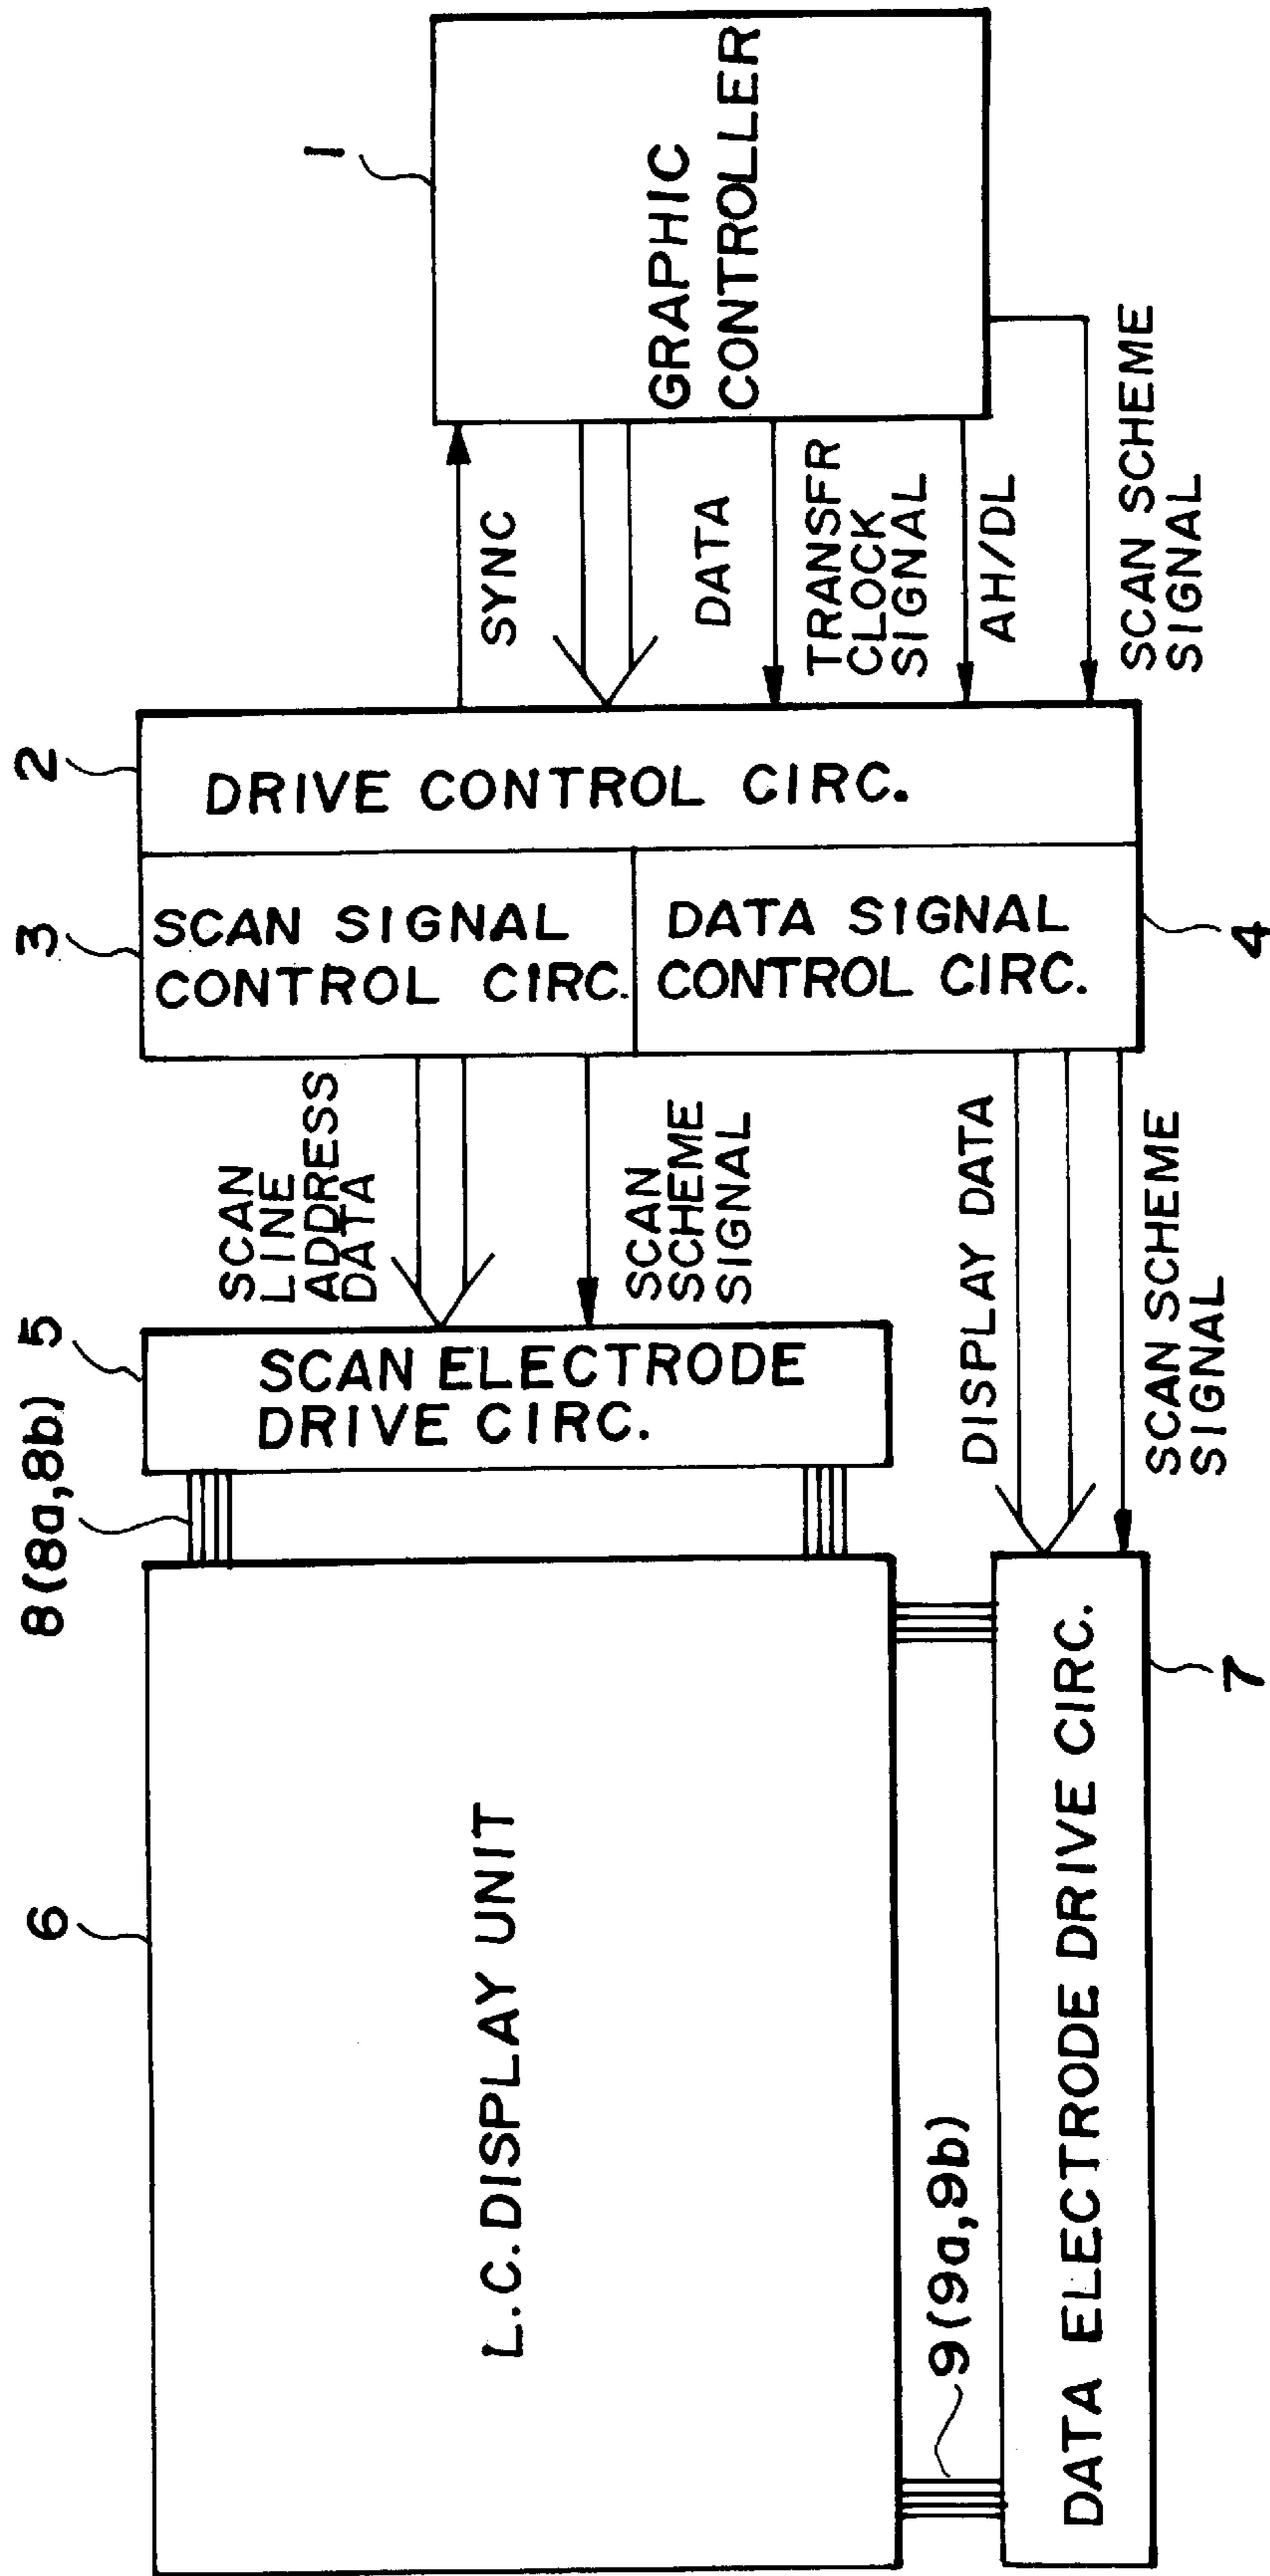 1
GRAPHIC
CONTROLLER
SYNC
DATA
TRANSFR
CLOCK
SIGNAL
AH/DL
SCAN SCHEME
SIGNAL
2
DRIVE CONTROL CIRC.
3
SCAN SIGNAL
CONTROL CIRC.
DATA SIGNAL
CONTROL CIRC.
4
SCAN
LINE
ADDRESS
DATA
SCAN
SCHEME
SIGNAL
DISPLAY DATA
SCAN SCHEME
SIGNAL
5
SCAN ELECTRODE
DRIVE CIRC.
8(8a,8b)
6
L.C.DISPLAY UNIT
9(9a,9b)
DATA ELECTRODE DRIVE CIRC.
7